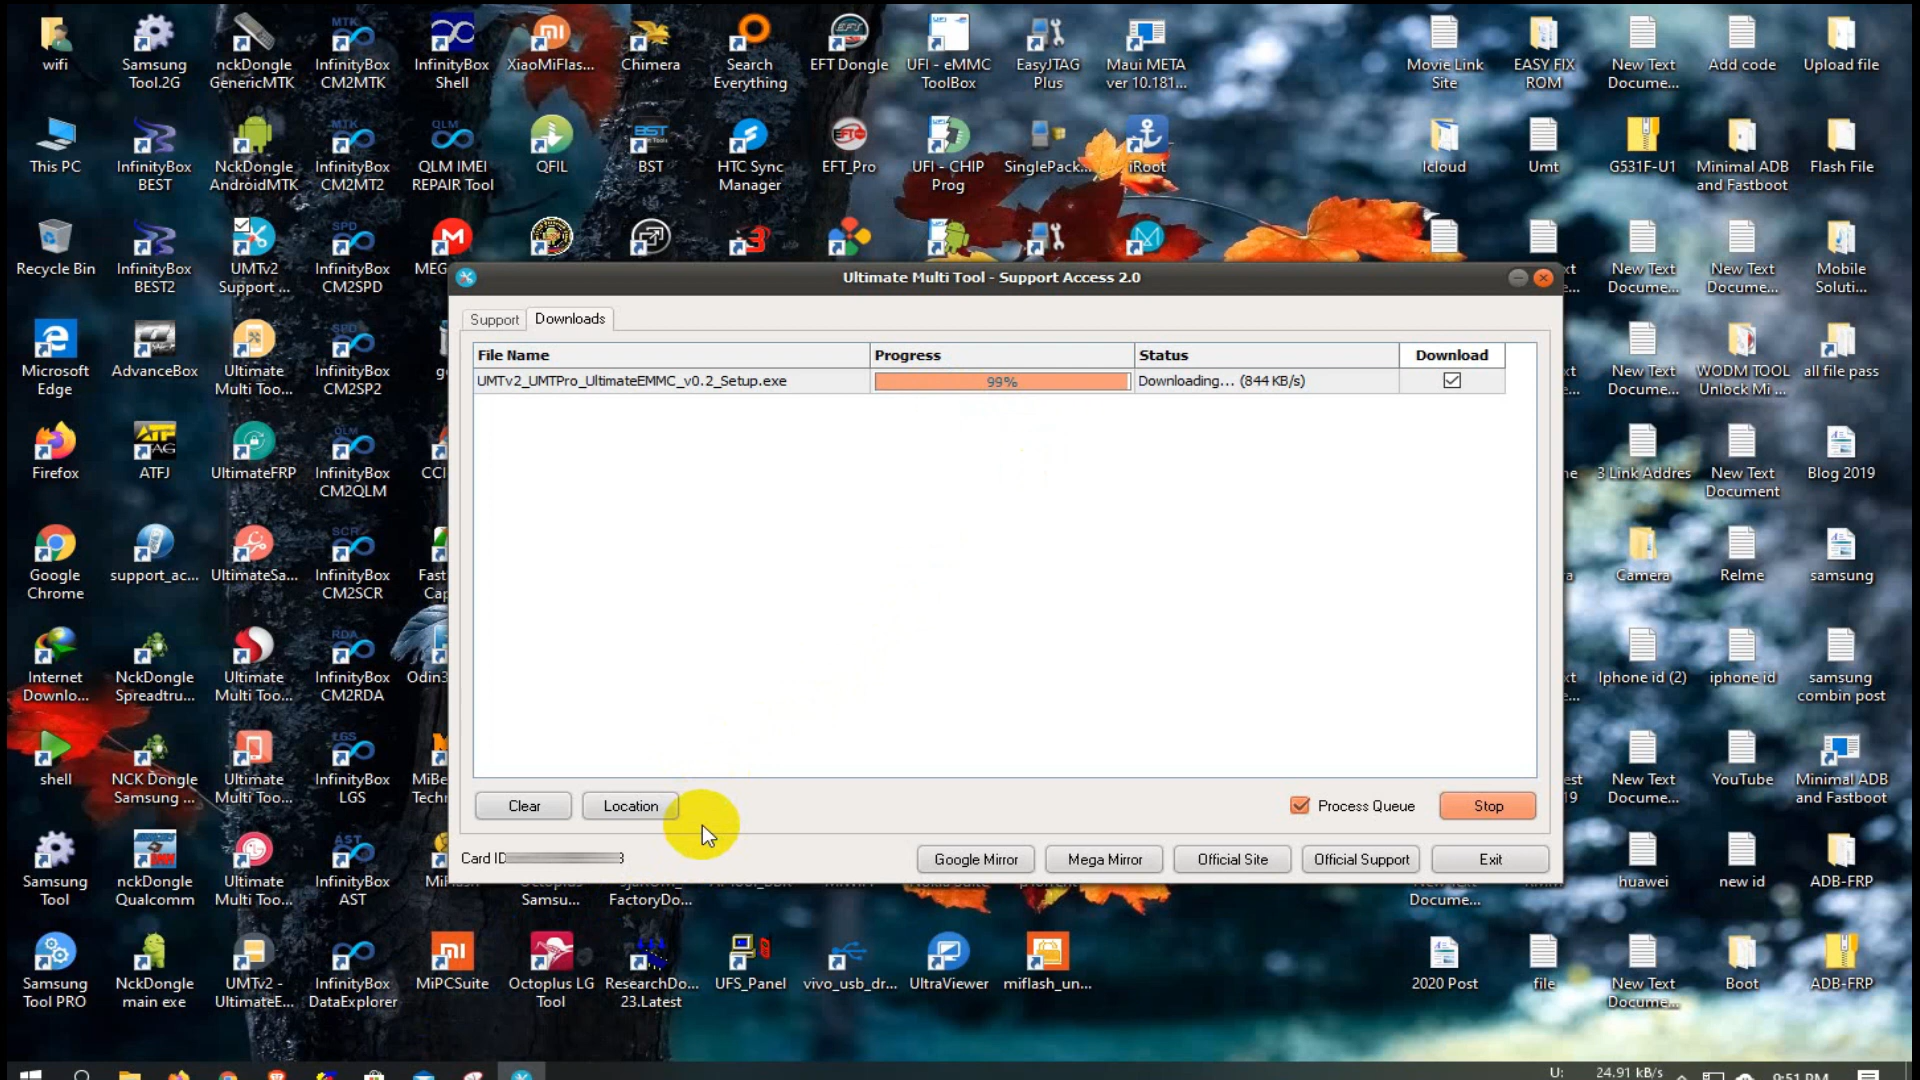 wifi
Samsung
Tool.2G
nckDongle
GenericMTK
InfinityBox
CM2MTK
InfinityBox
Shell
XiaoMiFlas...
Chimera
Search
Everything
EFT Dongle
UFI - eMMC
ToolBox
EasyJTAG
Plus
Maui META
ver 10.181...
Movie Link
Site
EASY FIX
ROM
New Text
Docume...
Add code
Upload file
This PC
InfinityBox
BEST
NckDongle
AndroidMTK
InfinityBox
CM2MT2
QLM IMEI
REPAIR Tool
QFIL
BST
HTC Sync
Manager
EFT_Pro
UFI - CHIP
Prog
SinglePack...
iRoot
Icloud
Umt
G531F-U1
Minimal ADB
and Fastboot
Flash File
Recycle Bin
InfinityBox
BEST2
UMTv2
Support ...
InfinityBox
CM2SPD
MEG
New Text
Docume...
New Text
Docume...
Mobile
Soluti...
Ultimate Multi Tool - Support Access 2.0
Support
Downloads
File Name
Progress
Status
Download
UMTv2_UMTPro_UltimateEMMC_v0.2_Setup.exe
99%
Downloading... (844 KB/s)
Clear
Location
Process Queue
Stop
Card ID
3
Google Mirror
Mega Mirror
Official Site
Official Support
Exit
Microsoft
Edge
AdvanceBox
Ultimate
Multi Too...
InfinityBox
CM2SP2
New Text
Docume...
WODM TOOL
Unlock Mi ...
all file pass
Firefox
ATFJ
UltimateFRP
InfinityBox
CM2QLM
3 Link Addres
New Text
Document
Blog 2019
Google
Chrome
support_ac...
UltimateSa...
InfinityBox
CM2SCR
Fast
Camera
Relme
samsung
Internet
Downlo...
NckDongle
Spreadtru...
Ultimate
Multi Too...
InfinityBox
CM2RDA
Odin3
Iphone id (2)
iphone id
samsung
combin post
shell
NCK Dongle
Samsung ...
Ultimate
Multi Too...
InfinityBox
LGS
New Text
Docume...
YouTube
Minimal ADB
and Fastboot
Samsung
Tool
nckDongle
Qualcomm
Ultimate
Multi Too...
InfinityBox
AST
Samsu...
FactoryDo...
Docume...
huawei
new id
ADB-FRP
Samsung
Tool PRO
NckDongle
main exe
UMTv2 -
UltimateE...
InfinityBox
DataExplorer
MiPCSuite
Octoplus LG
Tool
ResearchDo...
23.Latest
UFS_Panel
vivo_usb_dr...
UltraViewer
miflash_un...
2020 Post
file
New Text
Docume...
Boot
ADB-FRP
U:
24.91 kB/s
9:51 PM